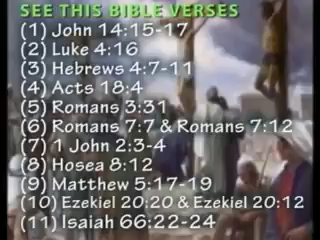 SEE THIS BIBLE VERSES
(1) John 14:15-17
(2) Luke 4:16
(3) Hebrews 4:7-11
(4) Acts 18:4
(5) Romans 3:31
(6) Romans 7:7 & Romans 7:12
(7) 1 John 2:3-4
(8) Hosea 8:12
(9) Matthew 5:17-19
(10) Ezekiel 20:20 & Ezekiel 20:12
(11) Isaiah 66:22-24